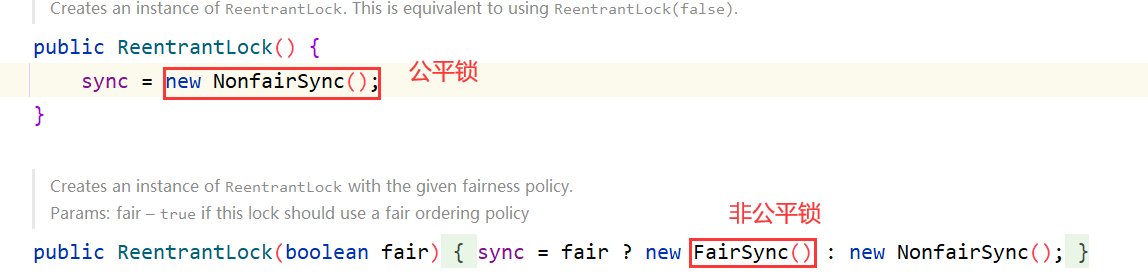 Creates an instance of ReentrantLock. This is equivalent to using ReentrantLock(false).
public ReentrantLock() {
sync = new NonfairSync(); 公平锁
}
Creates an instance of ReentrantLock with the given fairness policy.
Params: fair – true if this lock should use a fair ordering policy
非公平锁
public ReentrantLock(boolean fair) { sync = fair ? new FairSync() : new NonfairSync(); }